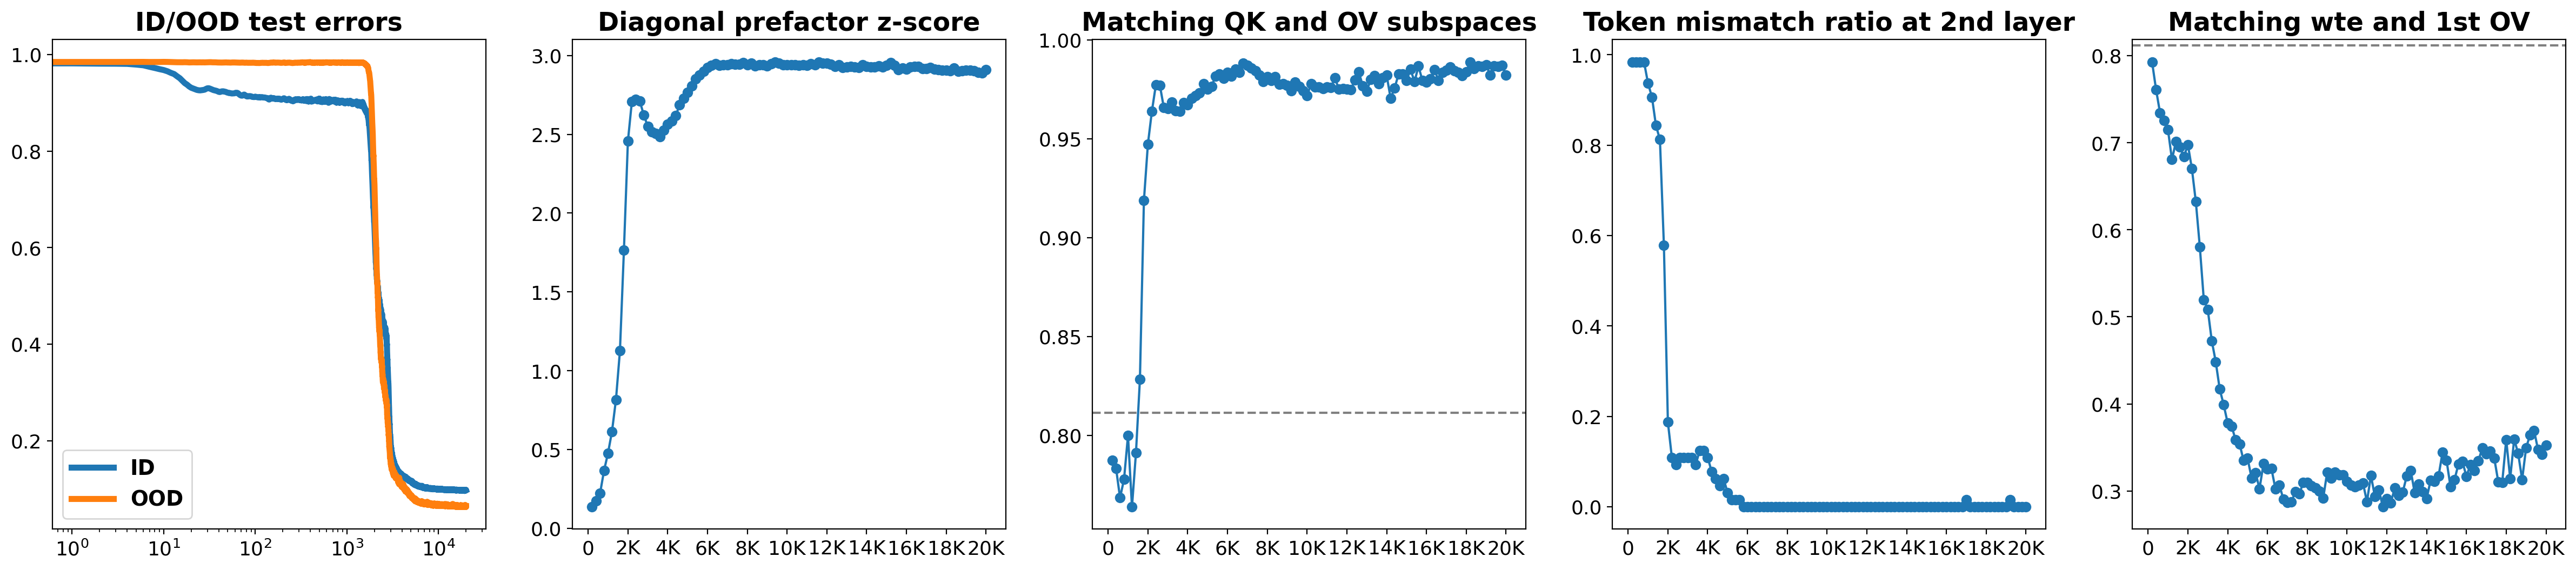 ID/OOD test errors
1.0
0.8
0.6
0.4
0.2
ID
OOD
10^0 10^1 10^2 10^3 10^4
Diagonal prefactor z-score
3.0
2.5
2.0
1.5
1.0
0.5
0.0
0 2K 4K 6K 8K 10K 12K 14K 16K 18K 20K
Matching QK and OV subspaces
1.00
0.95
0.90
0.85
0.80
0 2K 4K 6K 8K 10K 12K 14K 16K 18K 20K
Token mismatch ratio at 2nd layer
1.0
0.8
0.6
0.4
0.2
0.0
0 2K 4K 6K 8K 10K 12K 14K 16K 18K 20K
Matching wte and 1st OV
0.8
0.7
0.6
0.5
0.4
0.3
0 2K 4K 6K 8K 10K 12K 14K 16K 18K 20K